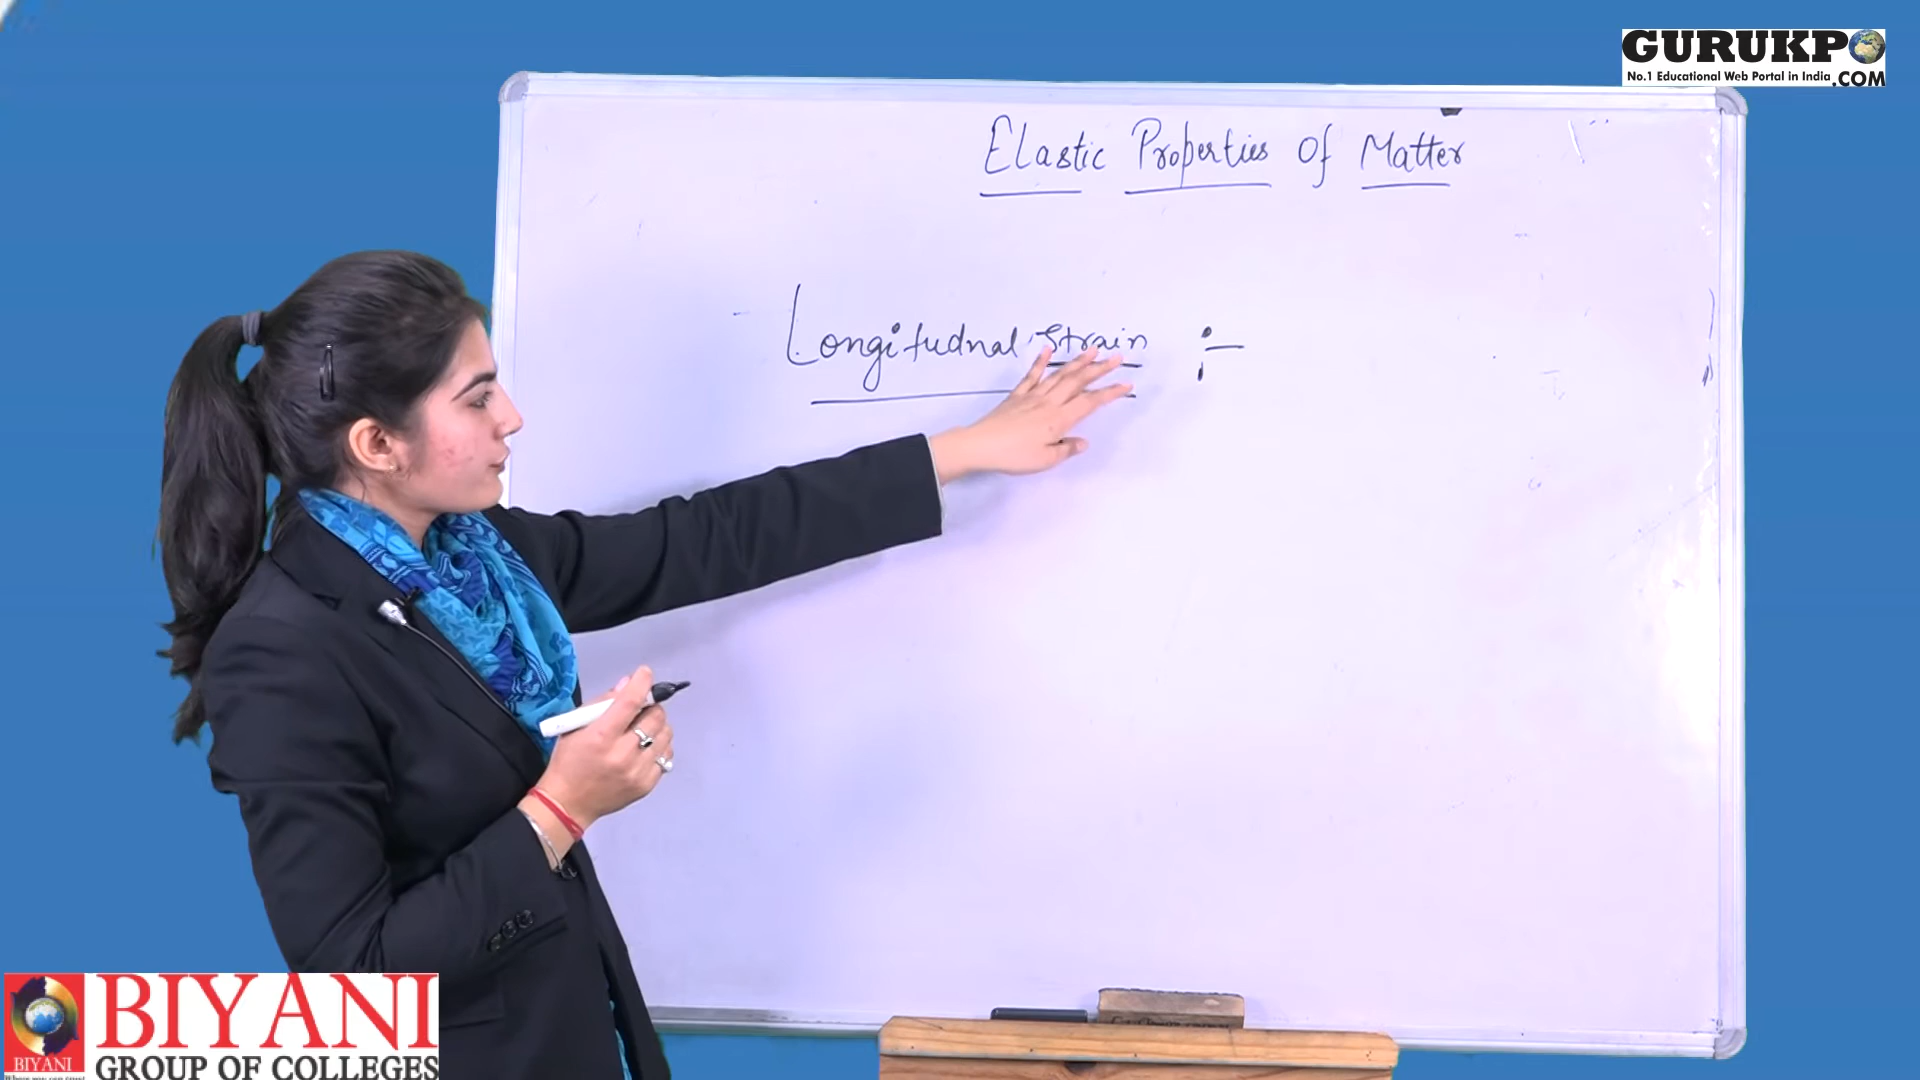 GURUKPO
No.1 Educational Web Portal in India .COM
Elastic Properties Of Matter
Longitudnal Strain :-
BIYANI
GROUP OF COLLEGES
BIYANI